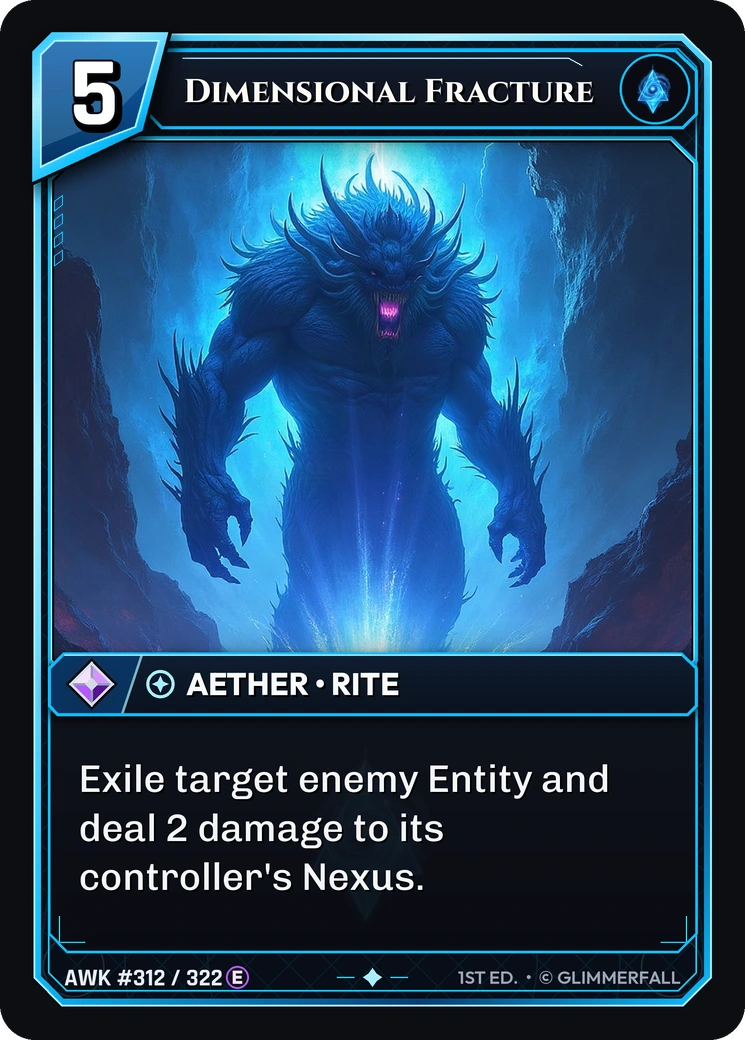 5
DIMENSIONAL FRACTURE
AETHER • RITE
Exile target enemy Entity and
deal 2 damage to its
controller's Nexus.
AWK #312 / 322 E
1ST ED. • © GLIMMERFALL